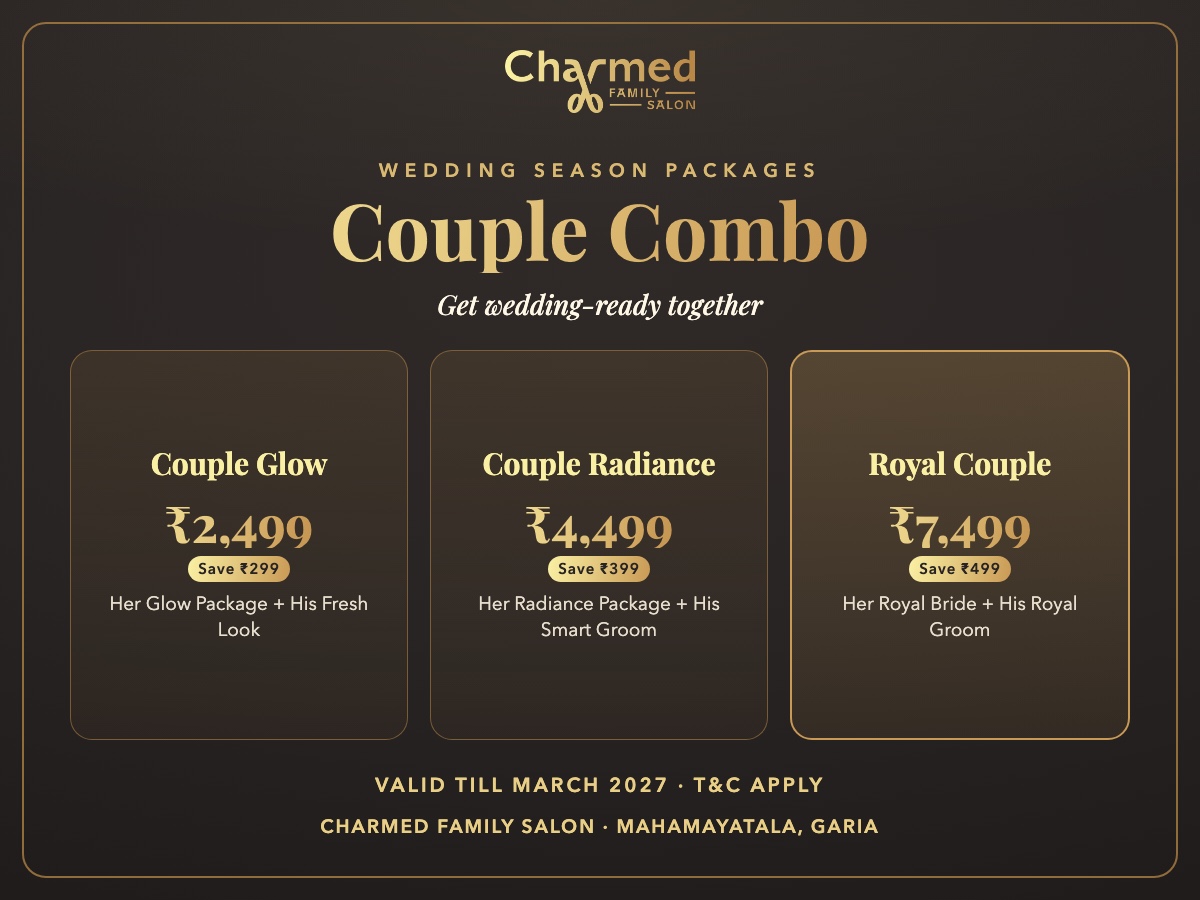 Charmed
FAMILY
SALON
WEDDING SEASON PACKAGES
Couple Combo
Get wedding-ready together
Couple Glow
₹2,499
Save ₹299
Her Glow Package + His Fresh
Look
Couple Radiance
₹4,499
Save ₹399
Her Radiance Package + His
Smart Groom
Royal Couple
₹7,499
Save ₹499
Her Royal Bride + His Royal
Groom
VALID TILL MARCH 2027 · T&C APPLY
CHARMED FAMILY SALON · MAHAMAYATALA, GARIA